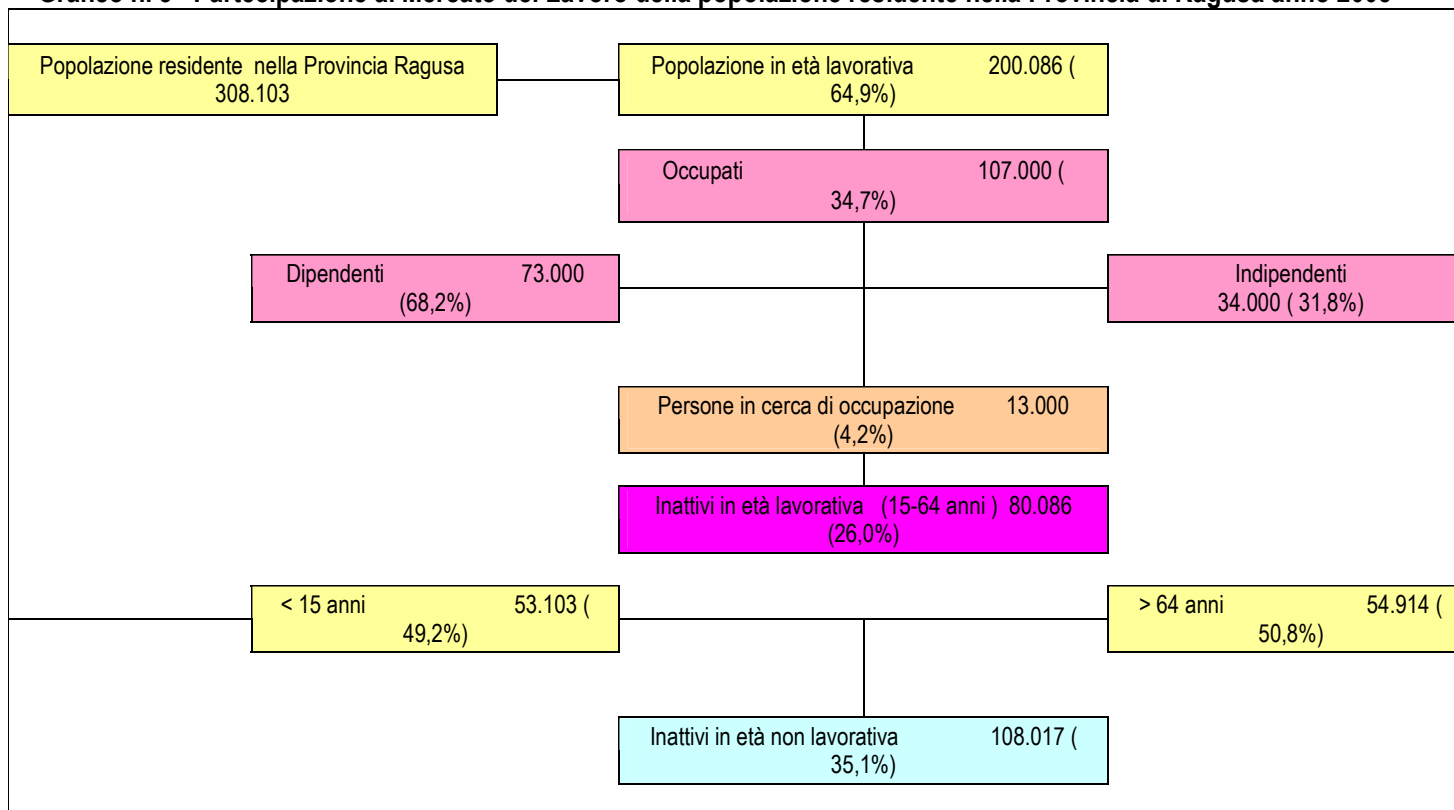 Popolazione residente nella Provincia Ragusa
308.103
Popolazione in età lavorativa 200.086 (
64,9%)
Occupati 107.000 (
34,7%)
Dipendenti 73.000
(68,2%)
Indipendenti
34.000 ( 31,8%)
Persone in cerca di occupazione 13.000
(4,2%)
Inattivi in età lavorativa (15-64 anni ) 80.086
(26,0%)
< 15 anni 53.103 (
49,2%)
> 64 anni 54.914 (
50,8%)
Inattivi in età non lavorativa 108.017 (
35,1%)